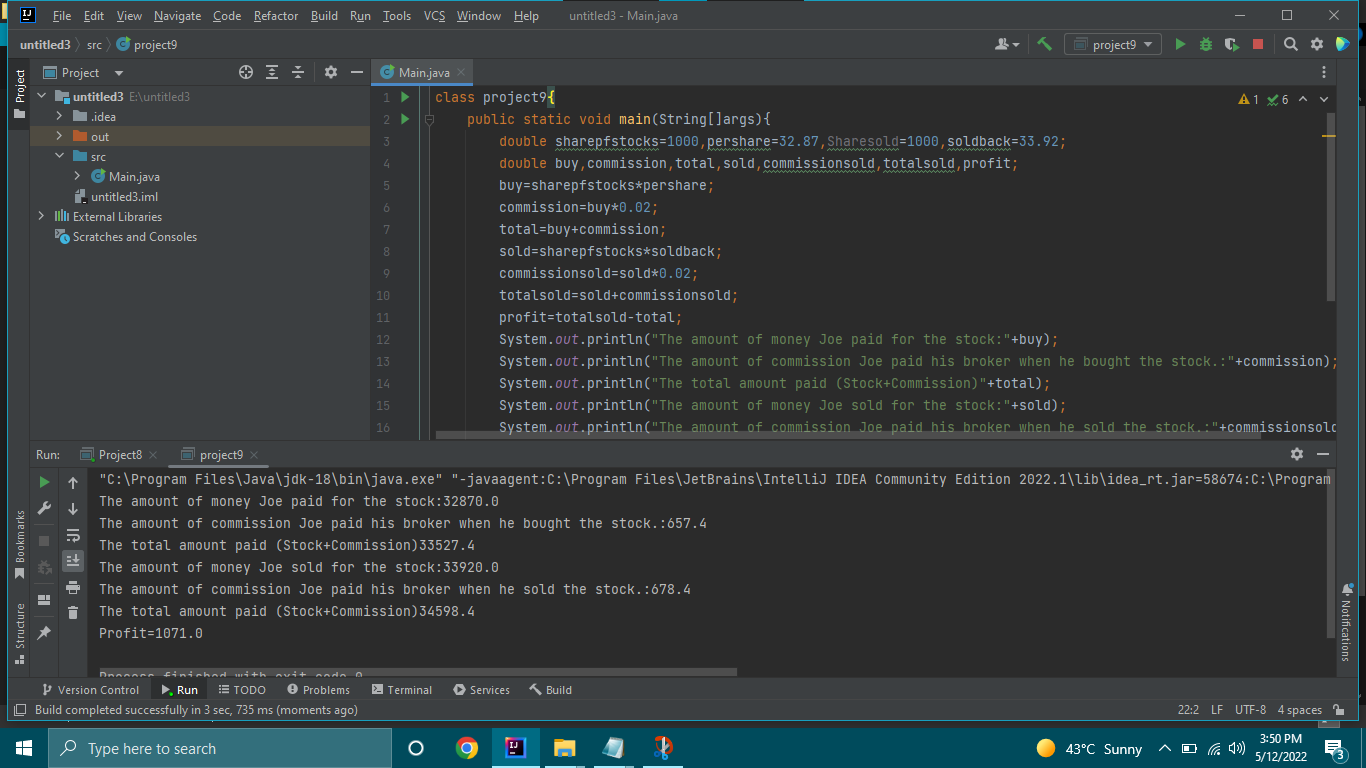 File Edit View Navigate Code Refactor Build Run Tools VCS Window Help untitled3 - Main.java
untitled3 src project9 project9
Project
Project
untitled3 E:\untitled3
.idea
out
src
Main.java
untitled3.iml
External Libraries
Scratches and Consoles
Main.java
1 class project9{
2 public static void main(String[]args){
3 double sharepfstocks=1000,pershare=32.87,Sharesold=1000,soldback=33.92;
4 double buy,commission,total,sold,commissionsold,totalsold,profit;
5 buy=sharepfstocks*pershare;
6 commission=buy*0.02;
7 total=buy+commission;
8 sold=sharepfstocks*soldback;
9 commissionsold=sold*0.02;
10 totalsold=sold+commissionsold;
11 profit=totalsold-total;
12 System.out.println("The amount of money Joe paid for the stock:"+buy);
13 System.out.println("The amount of commission Joe paid his broker when he bought the stock.:"+commission);
14 System.out.println("The total amount paid (Stock+Commission)"+total);
15 System.out.println("The amount of money Joe sold for the stock:"+sold);
16 System.out.println("The amount of commission Joe paid his broker when he sold the stock.:"+commissionsold
1 6
Run: Project8 project9
"C:\Program Files\Java\jdk-18\bin\java.exe" "-javaagent:C:\Program Files\JetBrains\IntelliJ IDEA Community Edition 2022.1\lib\idea_rt.jar=58674:C:\Program
The amount of money Joe paid for the stock:32870.0
The amount of commission Joe paid his broker when he bought the stock.:657.4
The total amount paid (Stock+Commission)33527.4
The amount of money Joe sold for the stock:33920.0
The amount of commission Joe paid his broker when he sold the stock.:678.4
The total amount paid (Stock+Commission)34598.4
Profit=1071.0
Process finished with exit code 0
Bookmarks
Structure
Notifications
Version Control Run TODO Problems Terminal Services Build
Build completed successfully in 3 sec, 735 ms (moments ago) 22:2 LF UTF-8 4 spaces
Type here to search 43°C Sunny 3:50 PM
5/12/2022 3